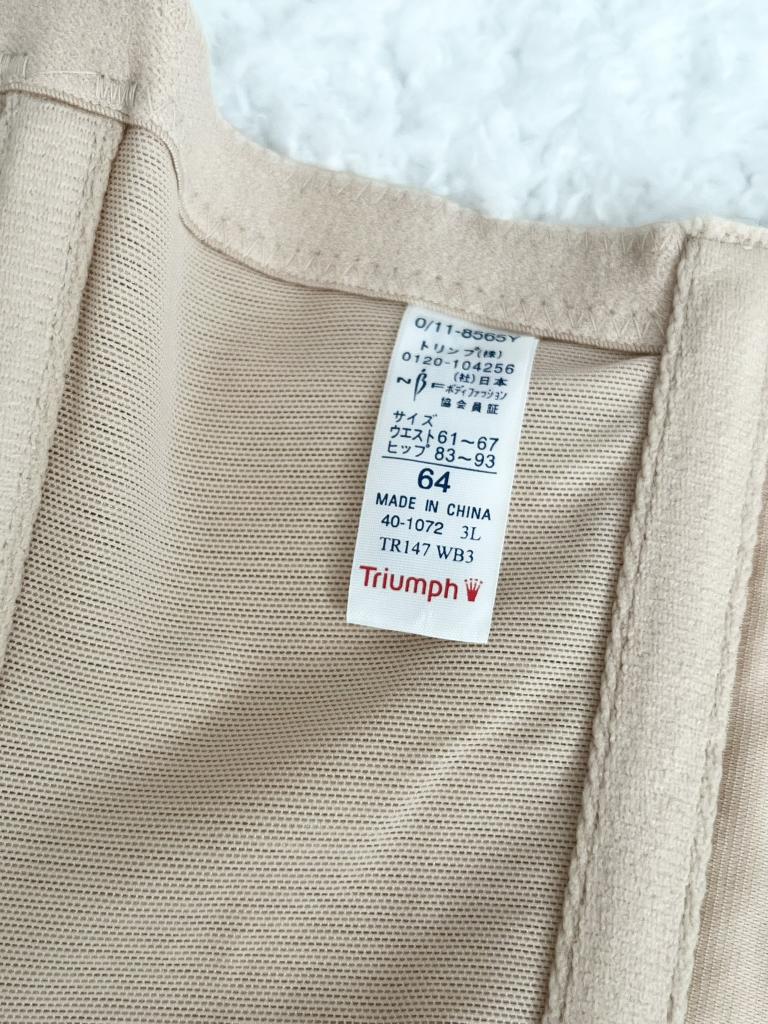 0/11-8565Y
トリンプ(株)
0120-104256
(社)日本
ボディファッション
協会員証
サイズ
ウエスト61～67
ヒップ 83～93
64
MADE IN CHINA
40-1072 3L
TR147 WB3
Triumph